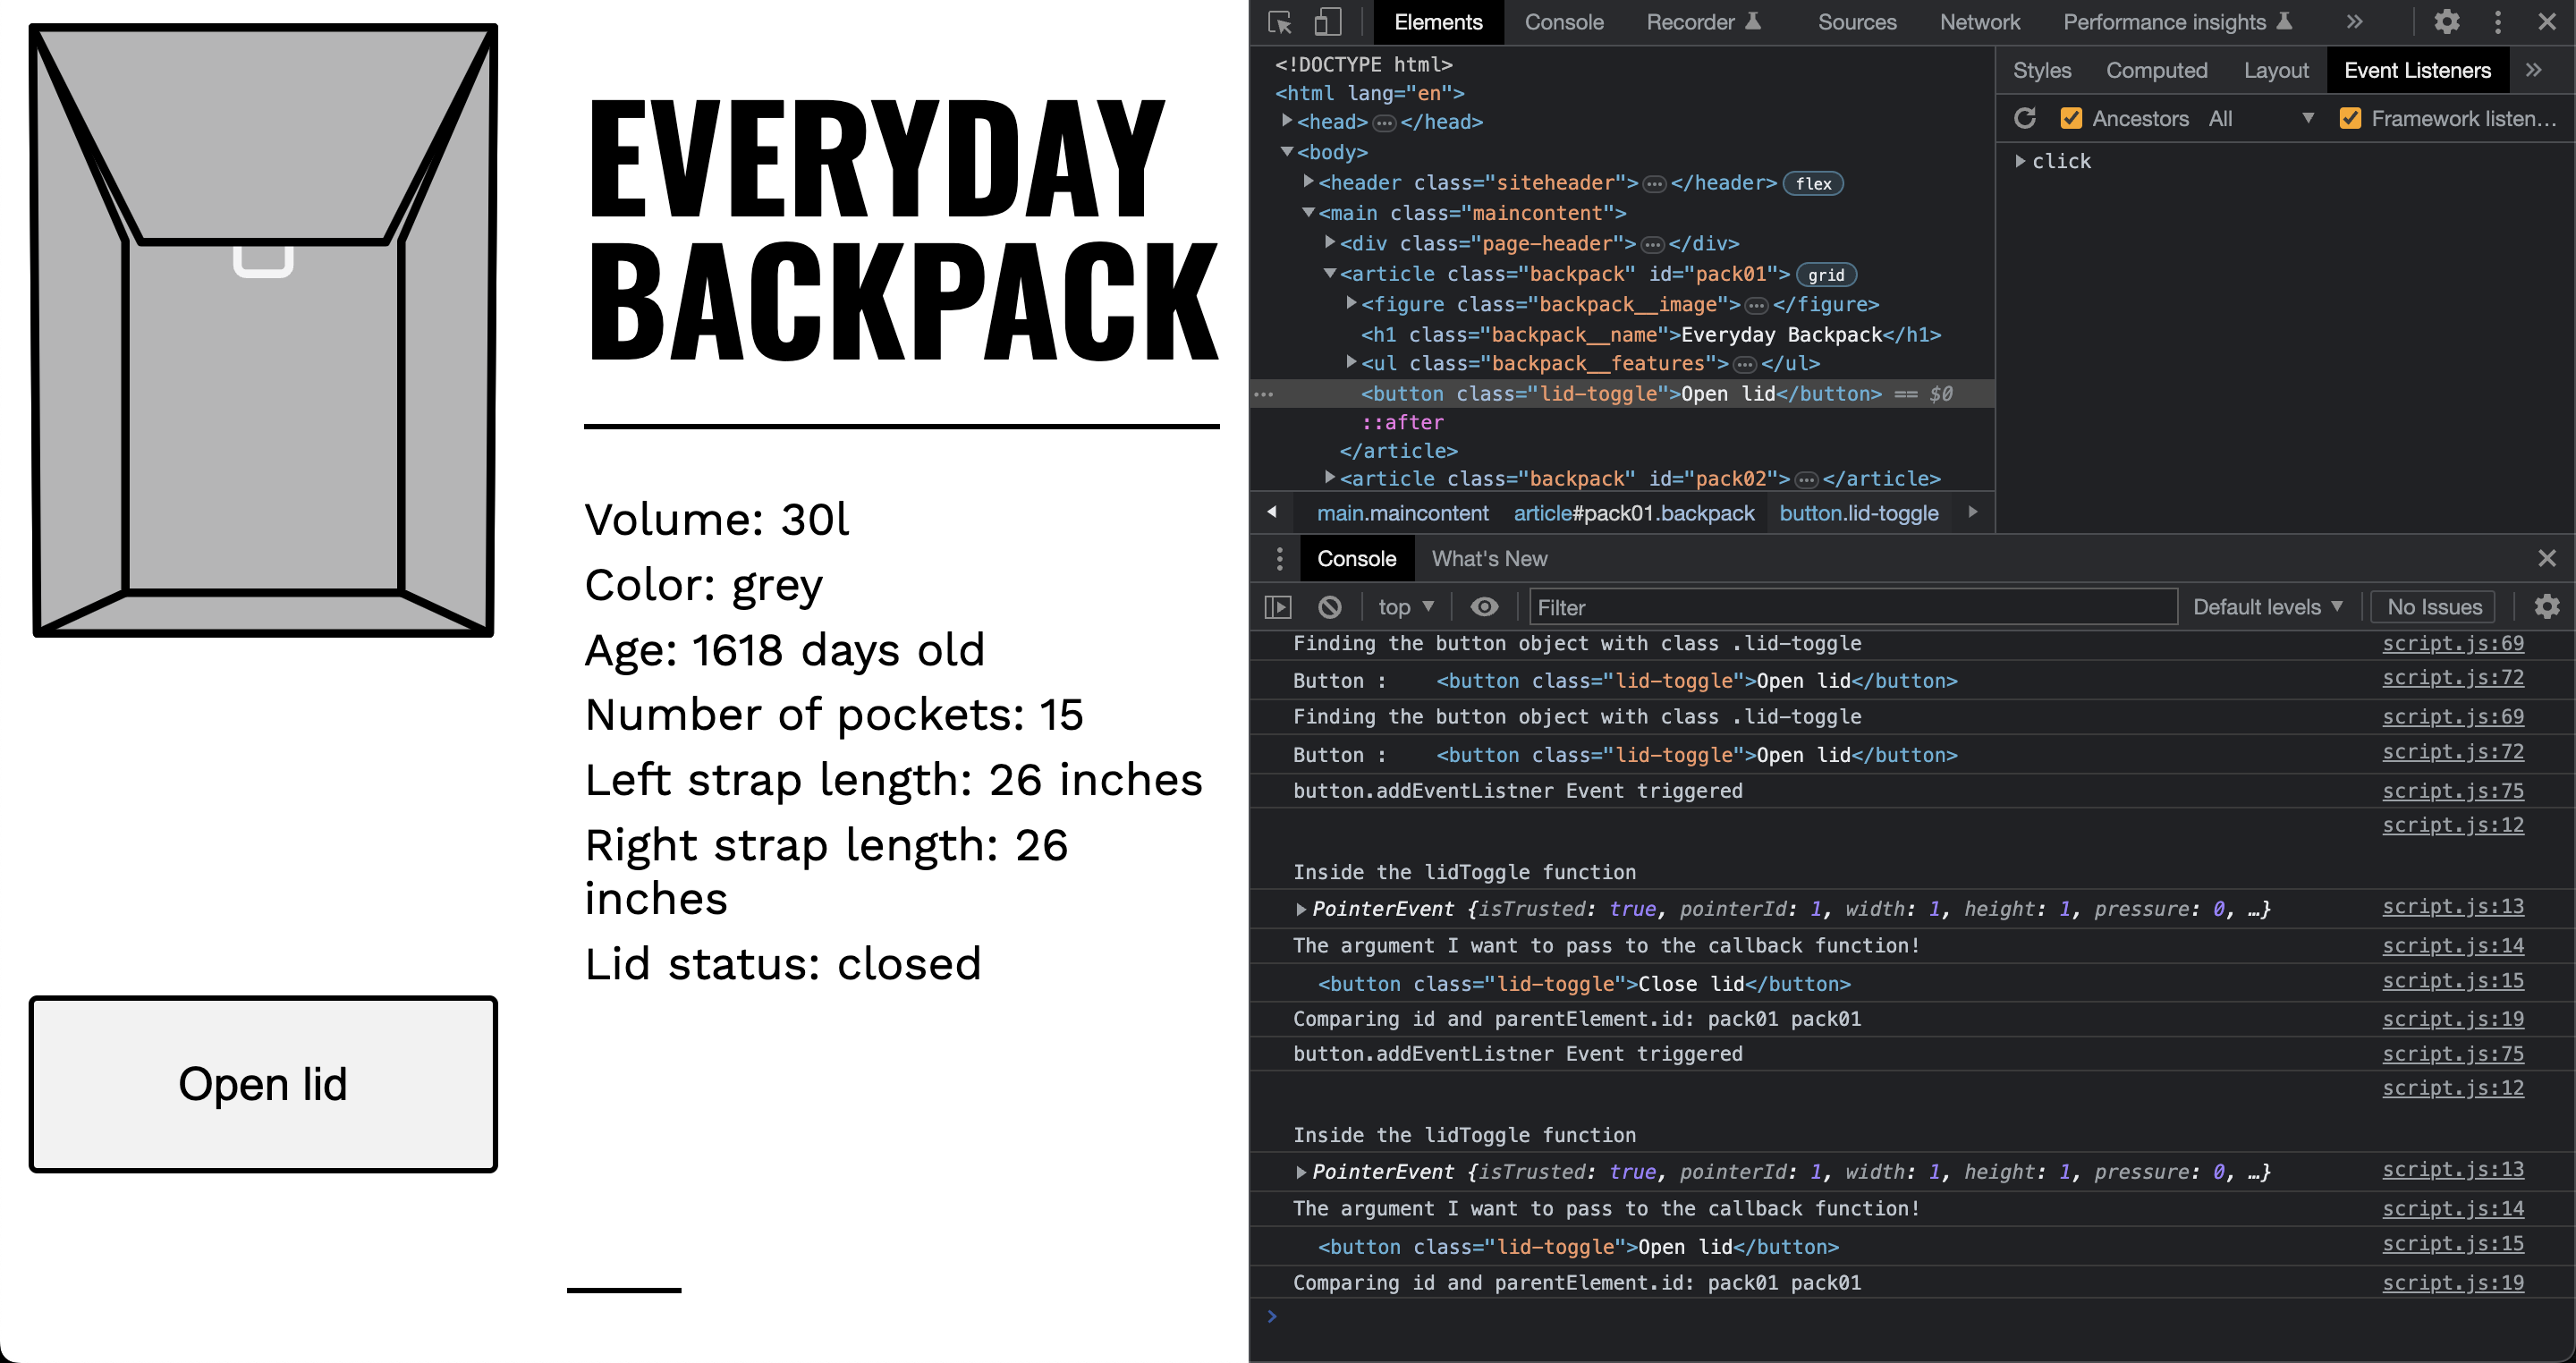 EVERYDAY
BACKPACK
Volume: 30l
Color: grey
Age: 1618 days old
Number of pockets: 15
Left strap length: 26 inches
Right strap length: 26
inches
Lid status: closed
Open lid
Elements Console Recorder Sources Network Performance insights
<!DOCTYPE html>
<html lang="en">
<head> … </head>
<body>
<header class="siteheader"> … </header> flex
<main class="maincontent">
<div class="page-header"> … </div>
<article class="backpack" id="pack01"> grid
<figure class="backpack__image"> … </figure>
<h1 class="backpack__name">Everyday Backpack</h1>
<ul class="backpack__features"> … </ul>
<button class="lid-toggle">Open lid</button> == $0
::after
</article>
<article class="backpack" id="pack02"> … </article>
main.maincontent article#pack01.backpack button.lid-toggle
Styles Computed Layout Event Listeners
Ancestors All Framework listen…
click
Console What's New
top Filter Default levels No Issues
Finding the button object with class .lid-toggle script.js:69
Button : <button class="lid-toggle">Open lid</button> script.js:72
Finding the button object with class .lid-toggle script.js:69
Button : <button class="lid-toggle">Open lid</button> script.js:72
button.addEventListner Event triggered script.js:75
script.js:12
Inside the lidToggle function
PointerEvent {isTrusted: true, pointerId: 1, width: 1, height: 1, pressure: 0, …} script.js:13
The argument I want to pass to the callback function! script.js:14
<button class="lid-toggle">Close lid</button> script.js:15
Comparing id and parentElement.id: pack01 pack01 script.js:19
button.addEventListner Event triggered script.js:75
script.js:12
Inside the lidToggle function
PointerEvent {isTrusted: true, pointerId: 1, width: 1, height: 1, pressure: 0, …} script.js:13
The argument I want to pass to the callback function! script.js:14
<button class="lid-toggle">Open lid</button> script.js:15
Comparing id and parentElement.id: pack01 pack01 script.js:19